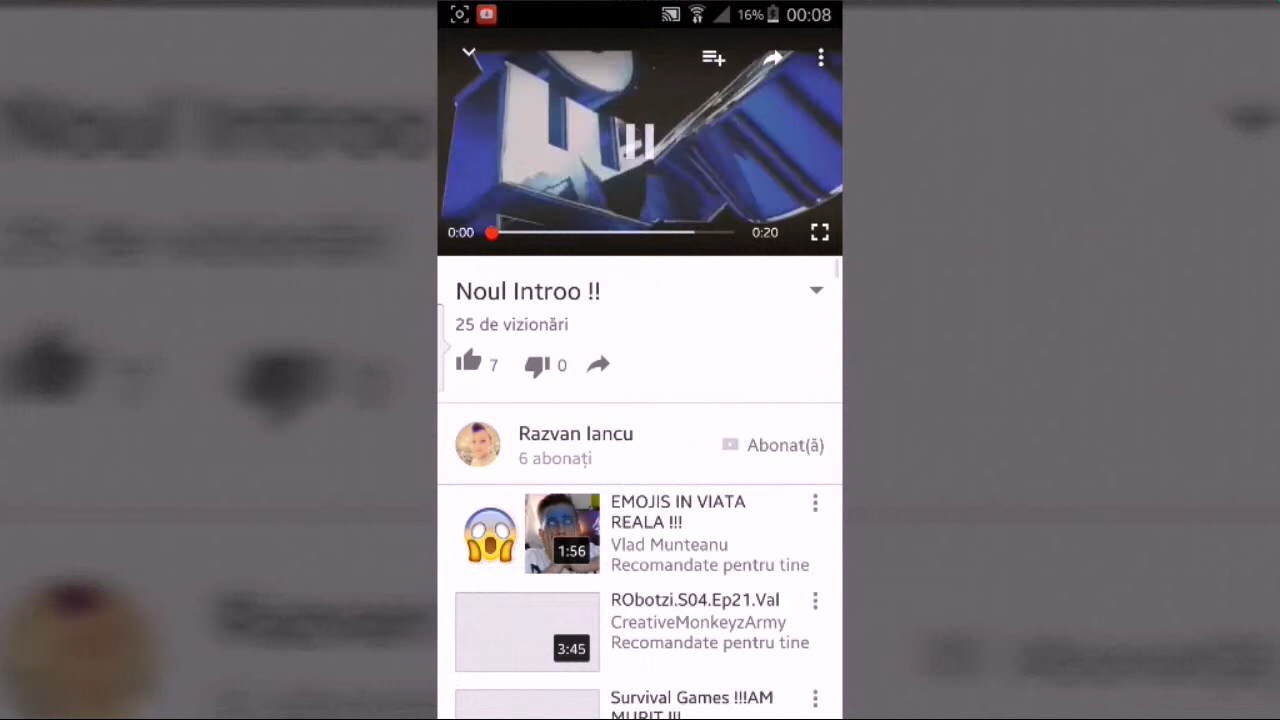 16% 00:08
0:00 0:20
Noul Introo !!
25 de vizionări
7 0
Razvan Iancu
6 abonați
Abonat(ă)
EMOJIS IN VIATA
REALA !!!
Vlad Munteanu
Recomandate pentru tine
1:56
RObotzi.S04.Ep21.Val
CreativeMonkeyzArmy
Recomandate pentru tine
3:45
Survival Games !!!AM
MURIT !!!